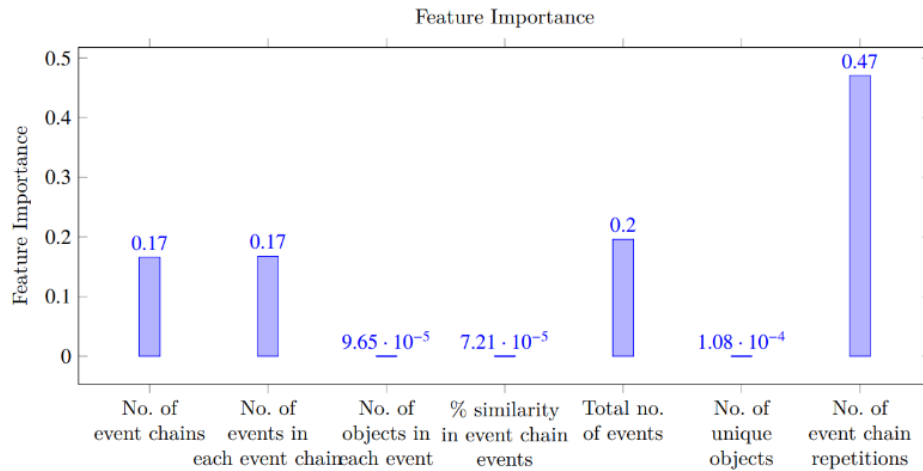 Feature Importance
Feature Importance
0.5
0.4
0.3
0.2
0.1
0
0.17
0.17
9.65 · 10⁻⁵
7.21 · 10⁻⁵
0.2
1.08 · 10⁻⁴
0.47
No. of
event chains
No. of
events in
each event chain
No. of
objects in
each event
% similarity
in event chain
events
Total no.
of events
No. of
unique
objects
No. of
event chain
repetitions